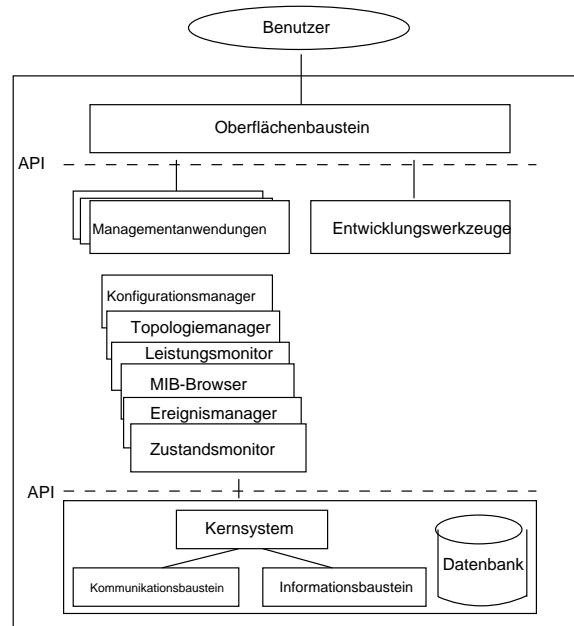 Benutzer
Oberflächenbaustein
API
Managementanwendungen
Entwicklungswerkzeuge
Konfigurationsmanager
Topologiemanager
Leistungsmonitor
MIB-Browser
Ereignismanager
Zustandsmonitor
API
Kernsystem
Datenbank
Kommunikationsbaustein
Informationsbaustein